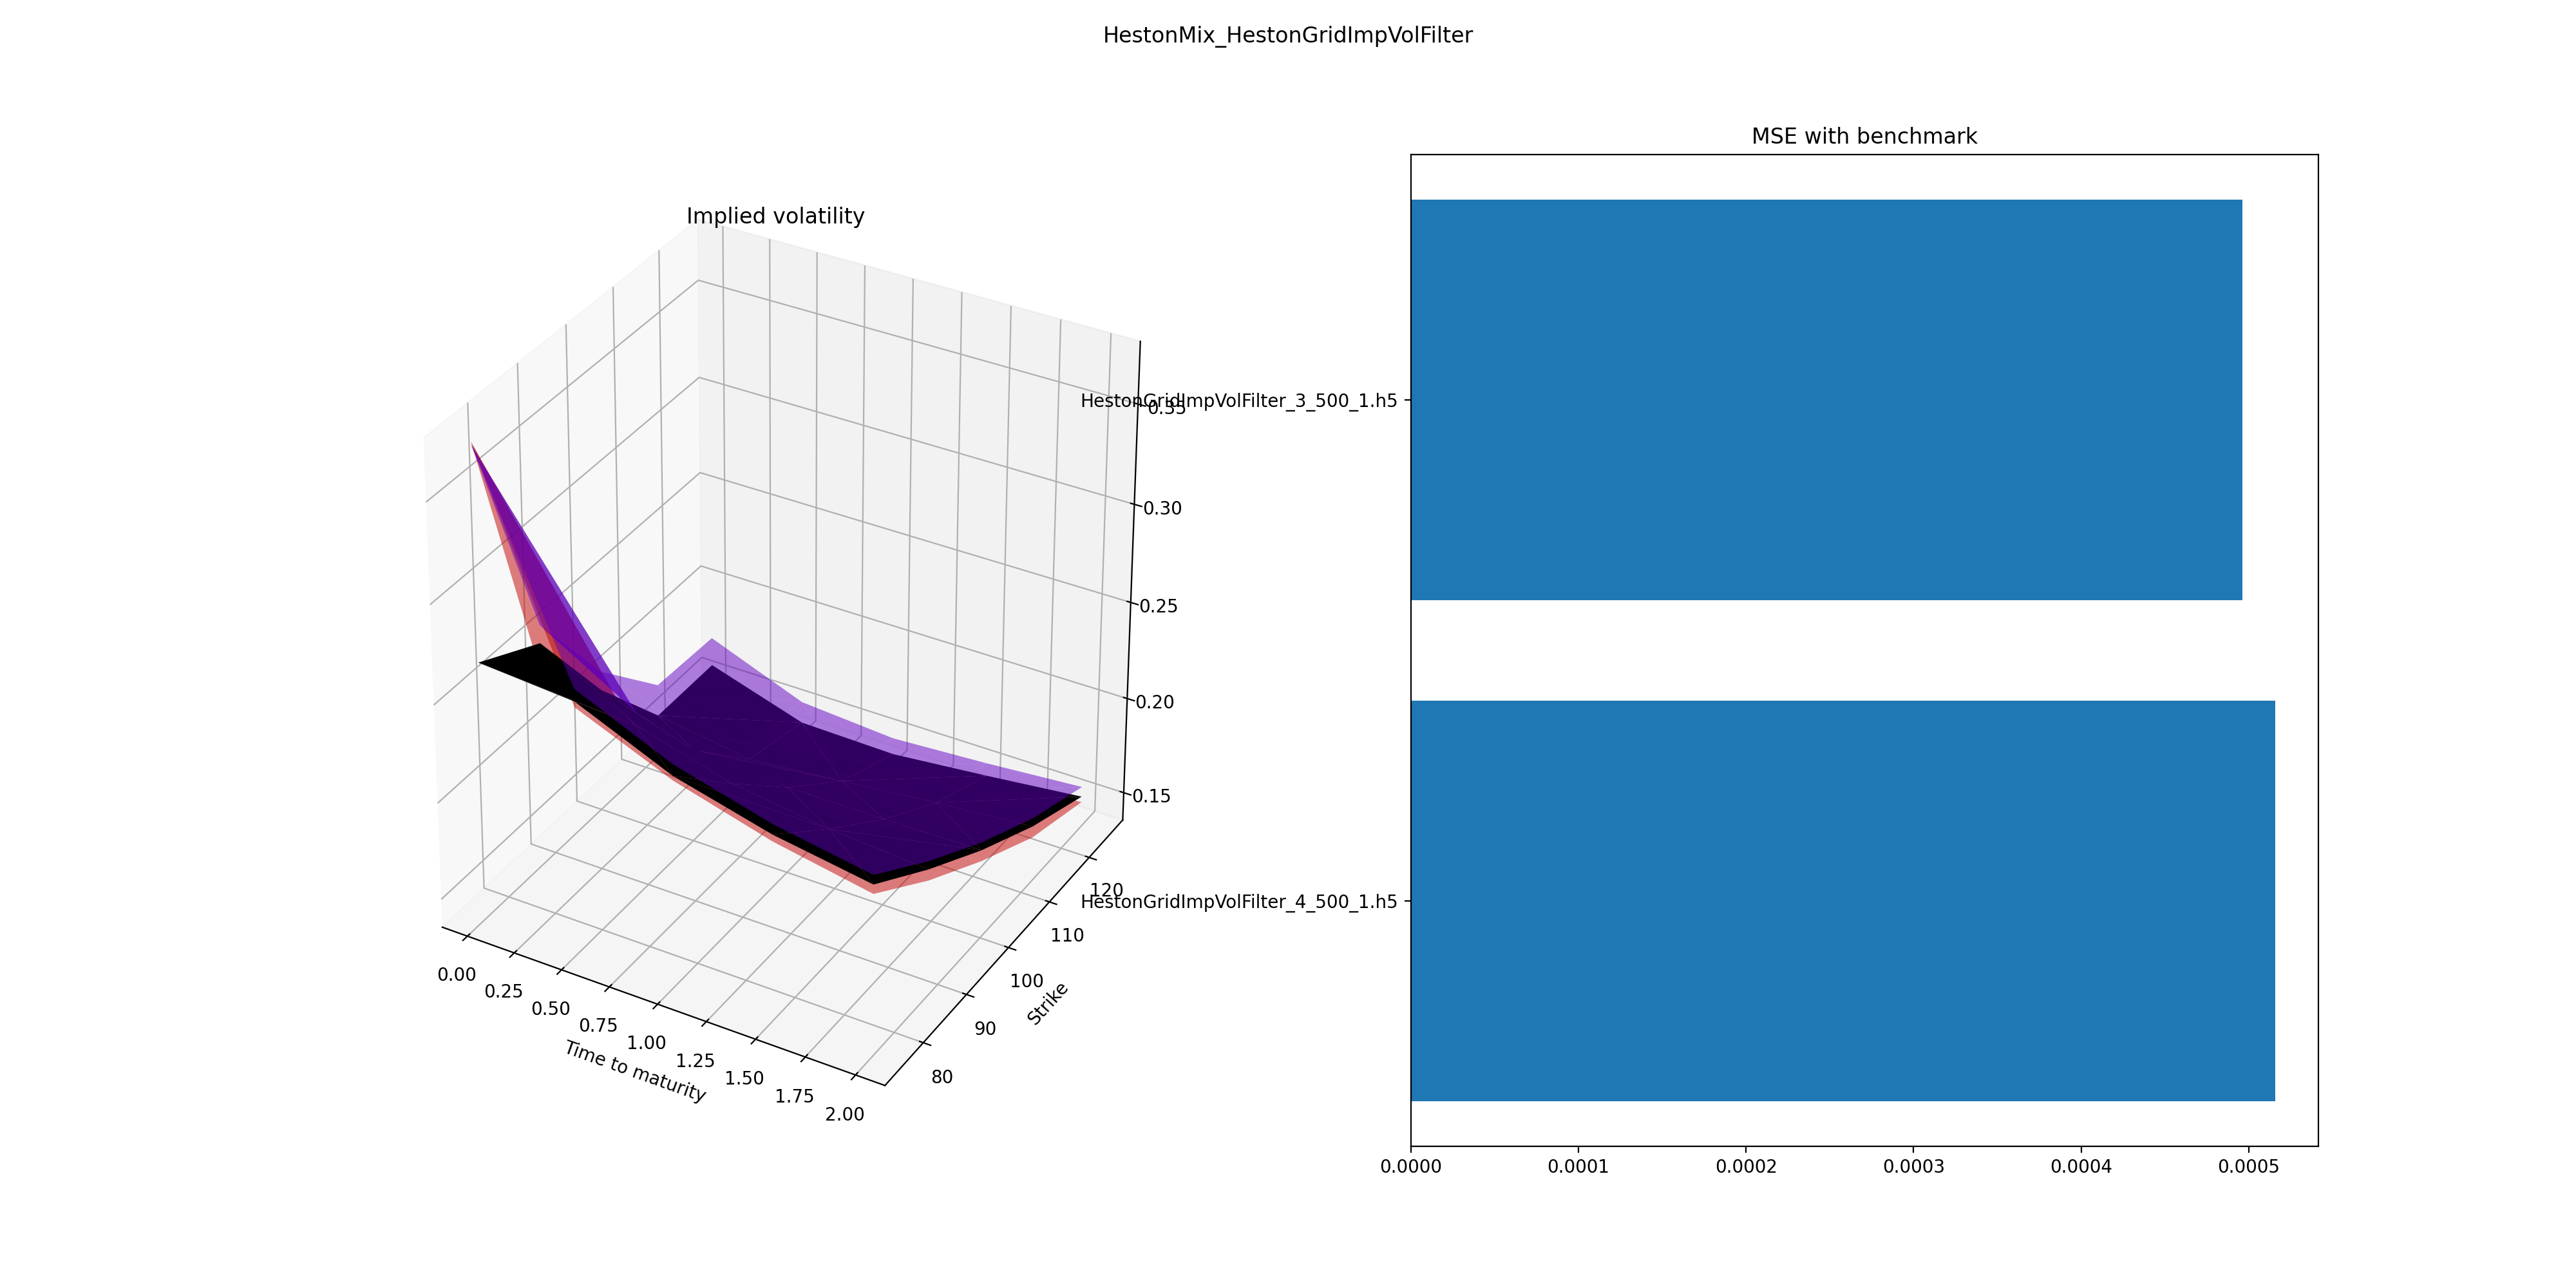 HestonMix_HestonGridImpVolFilter
Implied volatility
0.35
0.30
0.25
0.20
0.15
120
110
100
90
80
Strike
0.00
0.25
0.50
0.75
1.00
1.25
1.50
1.75
2.00
Time to maturity
MSE with benchmark
HestonGridImpVolFilter_3_500_1.h5
HestonGridImpVolFilter_4_500_1.h5
0.0000 0.0001 0.0002 0.0003 0.0004 0.0005